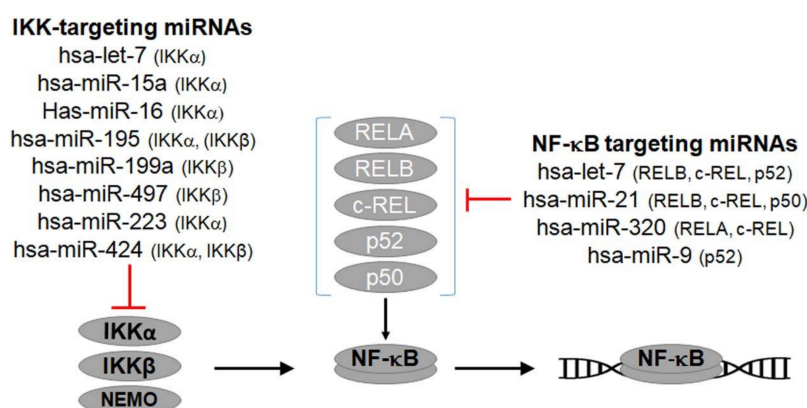 IKK-targeting miRNAs
hsa-let-7 (IKKα)
hsa-miR-15a (IKKα)
Has-miR-16 (IKKα)
hsa-miR-195 (IKKα, (IKKβ)
hsa-miR-199a (IKKβ)
hsa-miR-497 (IKKβ)
hsa-miR-223 (IKKα)
hsa-miR-424 (IKKα, IKKβ)
IKKα
IKKβ
NEMO
RELA
RELB
c-REL
p52
p50
NF-κB
NF-κB targeting miRNAs
hsa-let-7 (RELB, c-REL, p52)
hsa-miR-21 (RELB, c-REL, p50)
hsa-miR-320 (RELA, c-REL)
hsa-miR-9 (p52)
NF-κB